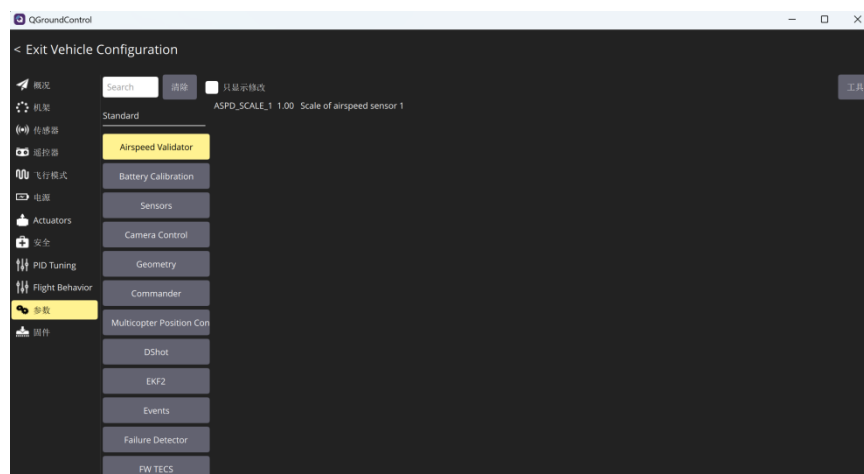 QGroundControl
< Exit Vehicle Configuration
概况
机架
传感器
遥控器
飞行模式
电源
Actuators
安全
PID Tuning
Flight Behavior
参数
固件
Search
清除
只显示修改
工具
Standard
ASPD_SCALE_1 1.00 Scale of airspeed sensor 1
Airspeed Validator
Battery Calibration
Sensors
Camera Control
Geometry
Commander
Multicopter Position Con
DShot
EKF2
Events
Failure Detector
FW TECS